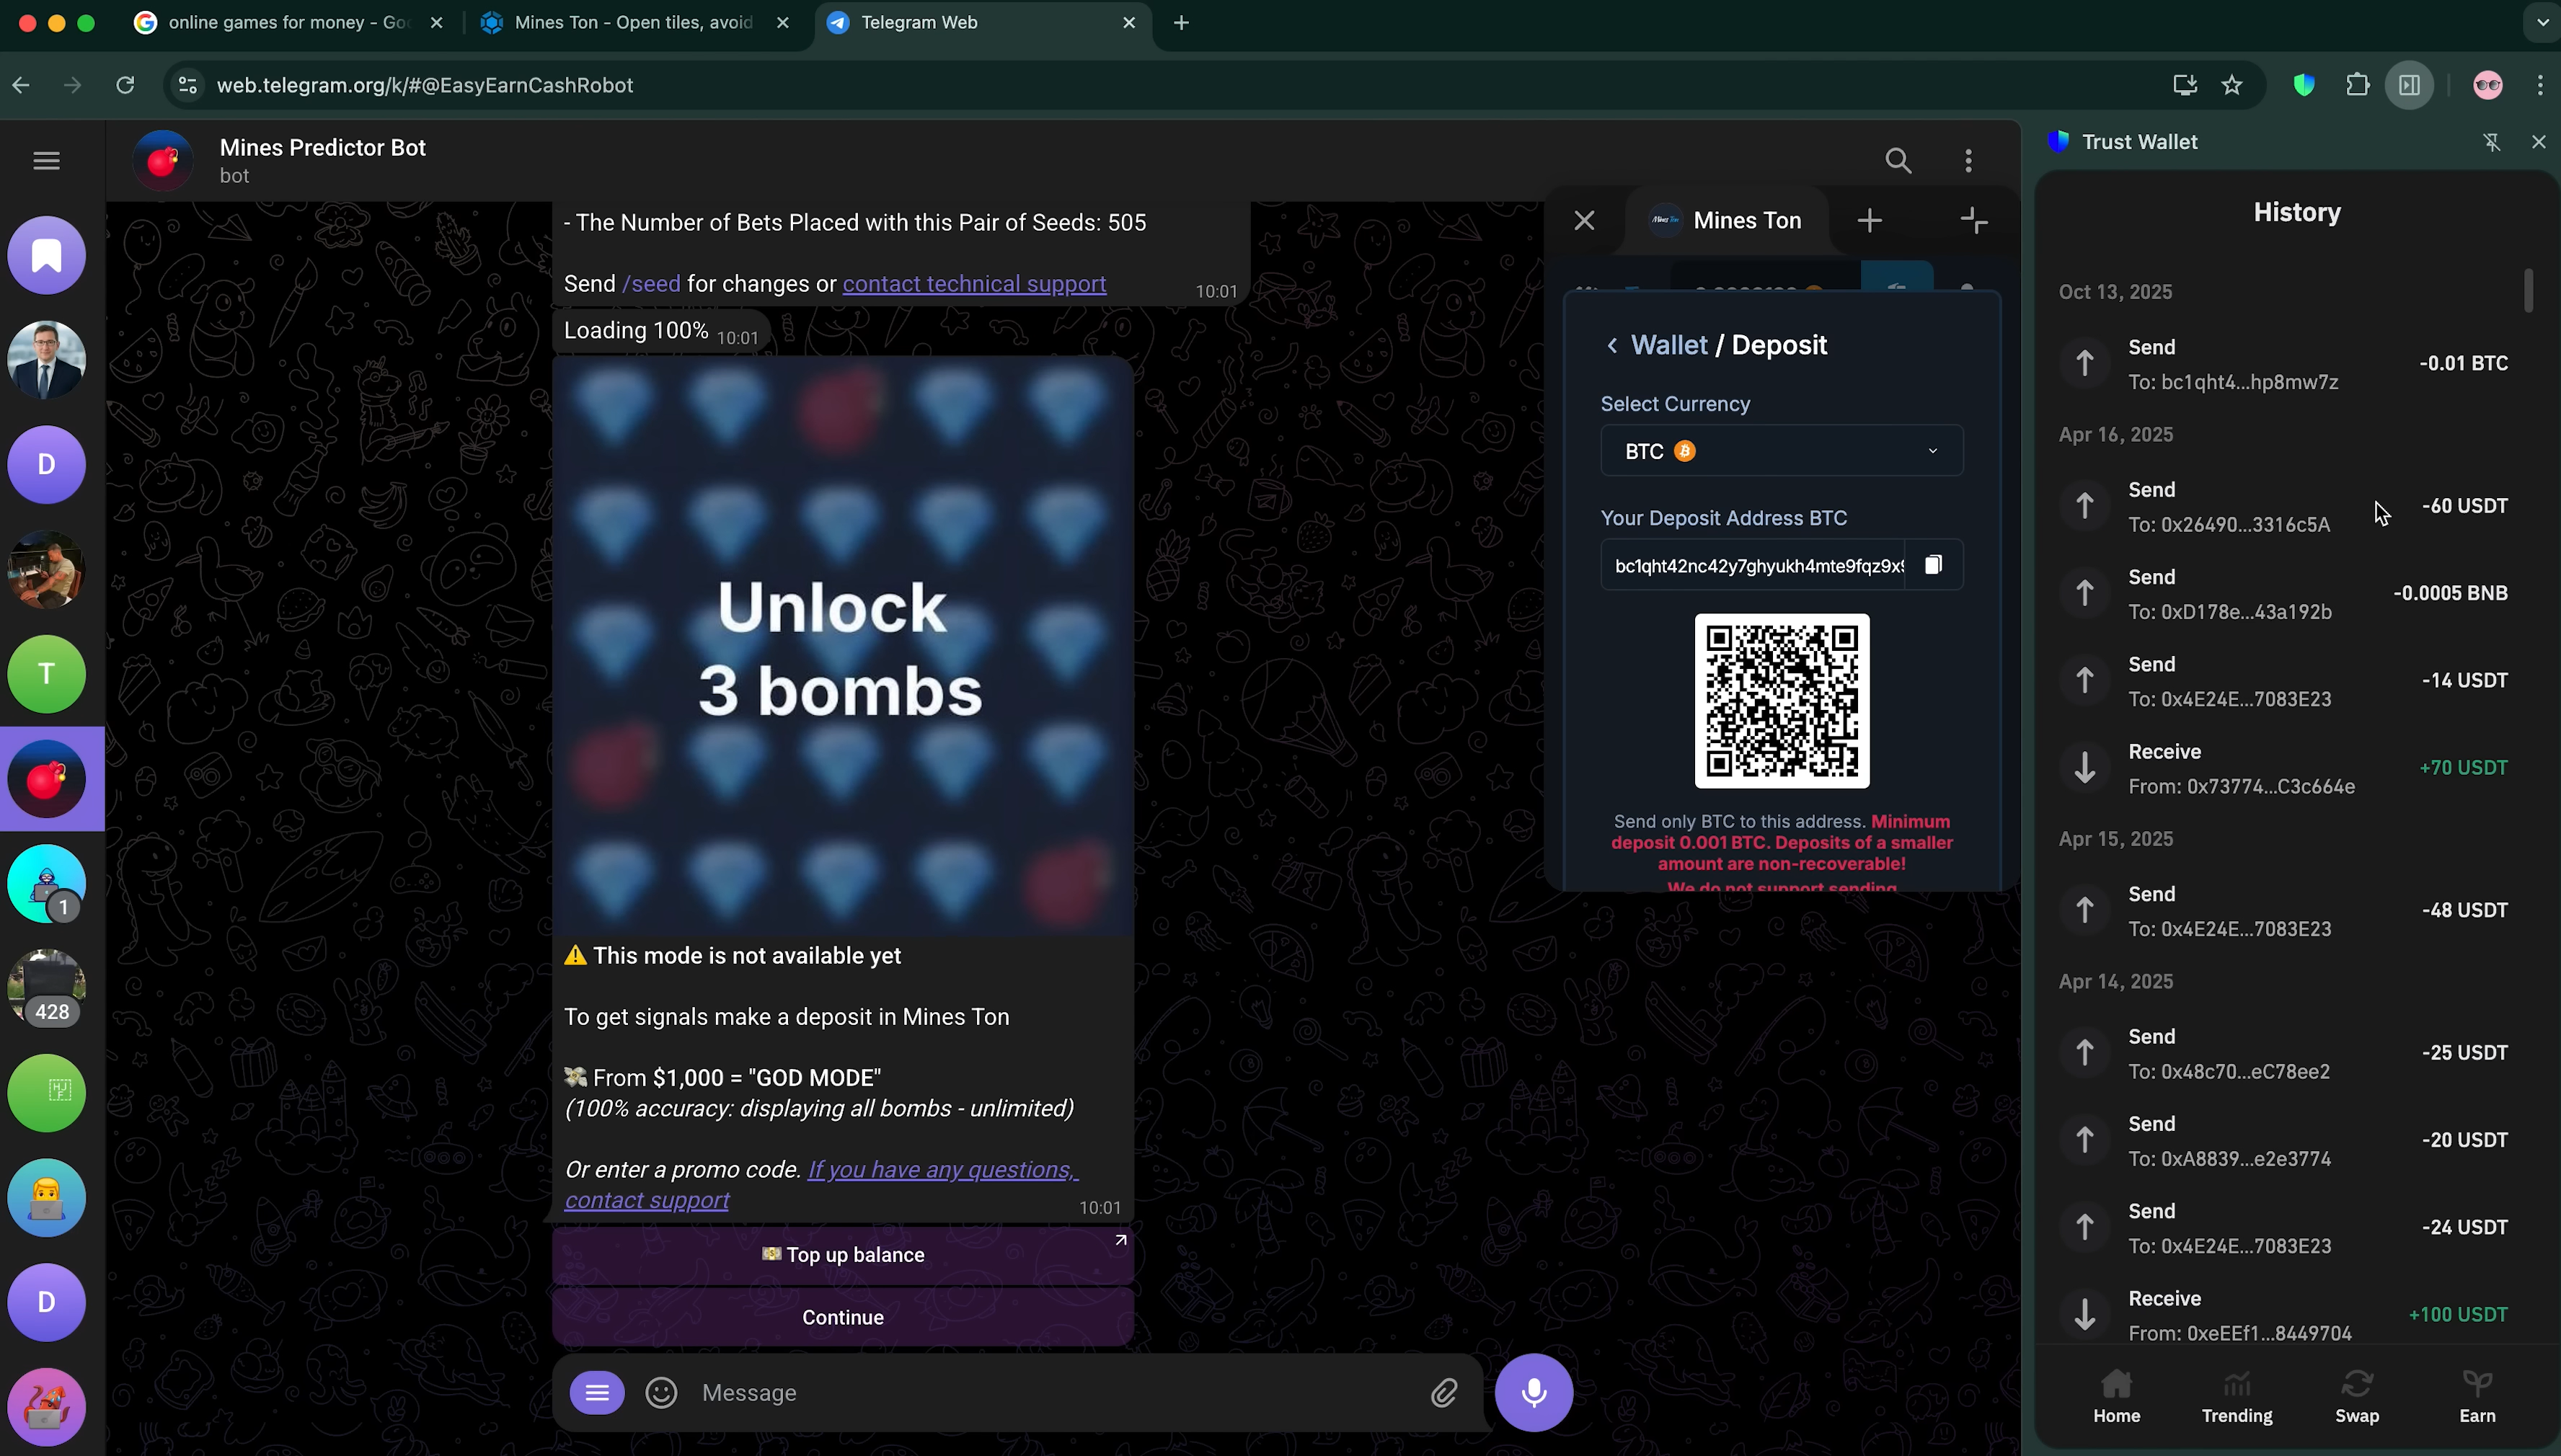 online games for money - Goo
Mines Ton - Open tiles, avoid
Telegram Web
web.telegram.org/k/#@EasyEarnCashRobot
Mines Predictor Bot
bot
- The Number of Bets Placed with this Pair of Seeds: 505
Send /seed for changes or contact technical support
10:01
Loading 100% 10:01
Unlock
3 bombs
⚠️ This mode is not available yet
To get signals make a deposit in Mines Ton
💸 From $1,000 = "GOD MODE"
(100% accuracy: displaying all bombs - unlimited)
Or enter a promo code. If you have any questions,
contact support
10:01
💵 Top up balance
Continue
Message
D
T
1
428
D
Mines Ton
Wallet / Deposit
Select Currency
BTC
Your Deposit Address BTC
bc1qht42nc42y7ghyukh4mte9fqz9x
Send only BTC to this address. Minimum
deposit 0.001 BTC. Deposits of a smaller
amount are non-recoverable!
We do not support sending
Trust Wallet
History
Oct 13, 2025
Send
To: bc1qht4...hp8mw7z
-0.01 BTC
Apr 16, 2025
Send
To: 0x26490...3316c5A
-60 USDT
Send
To: 0xD178e...43a192b
-0.0005 BNB
Send
To: 0x4E24E...7083E23
-14 USDT
Receive
From: 0x73774...C3c664e
+70 USDT
Apr 15, 2025
Send
To: 0x4E24E...7083E23
-48 USDT
Apr 14, 2025
Send
To: 0x48c70...eC78ee2
-25 USDT
Send
To: 0xA8839...e2e3774
-20 USDT
Send
To: 0x4E24E...7083E23
-24 USDT
Receive
From: 0xeEEf1...8449704
+100 USDT
Home
Trending
Swap
Earn